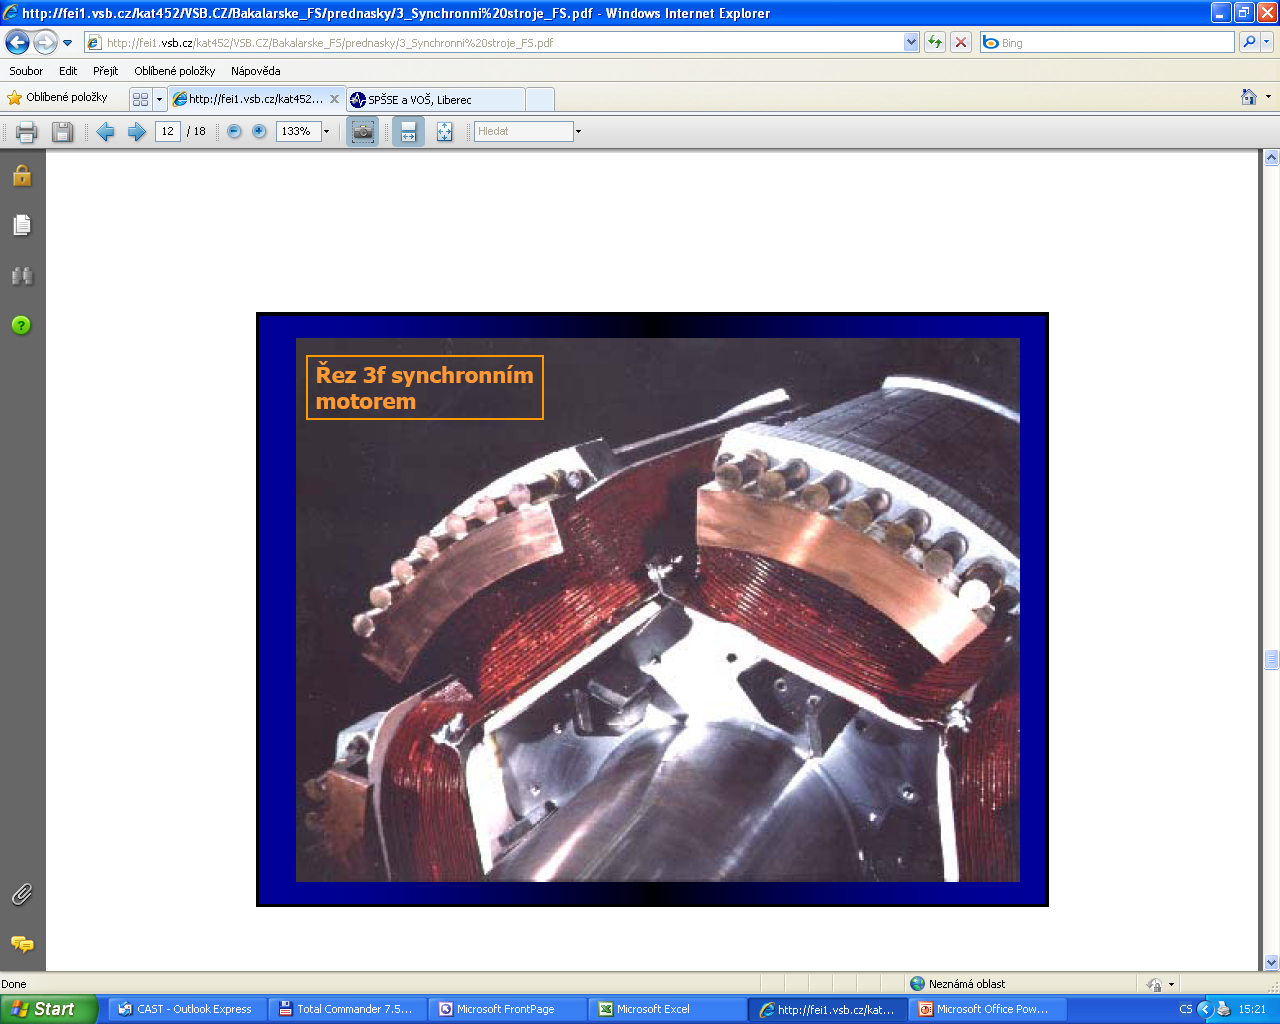 http://fei1.vsb.cz/kat452/VSB.CZ/Bakalarske_FS/prednasky/3_Synchronni%20stroje_FS.pdf - Windows Internet Explorer
http://fei1.vsb.cz/kat452/VSB.CZ/Bakalarske_FS/prednasky/3_Synchronni%20stroje_FS.pdf
Bing
Soubor Edit Přejít Oblíbené položky Nápověda
Oblíbené položky
http://fei1.vsb.cz/kat452...
SPŠSE a VOŠ, Liberec
12 / 18
133%
Hledat
Řez 3f synchronním
motorem
Done
Neznámá oblast
Start
CAST - Outlook Express
Total Commander 7.5...
Microsoft FrontPage
Microsoft Excel
http://fei1.vsb.cz/kat...
Microsoft Office Pow...
CS
15:21